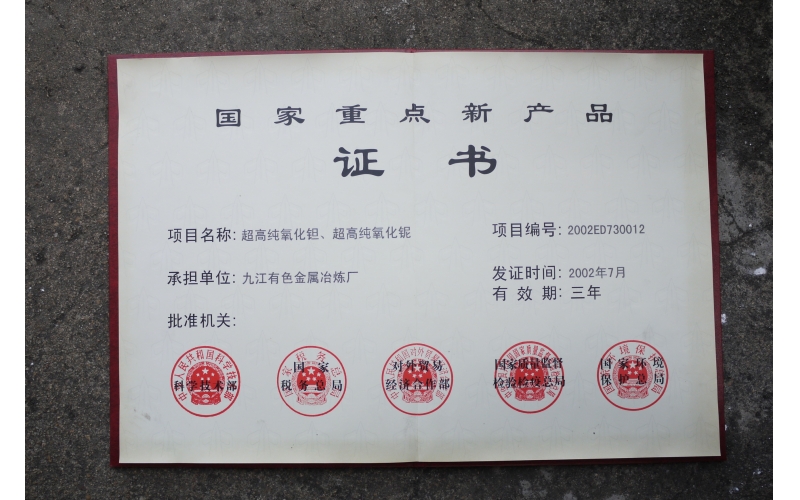 国家重点新产品
证书
项目名称: 超高纯氧化钽、超高纯氧化铌
项目编号: 2002ED730012
承担单位: 九江有色金属冶炼厂
发证时间: 2002年7月
有效期: 三年
批准机关:
科学技术部
国家
税务总局
对外贸易
经济合作部
国家质量监督
检验检疫总局
国家环境
保护总局